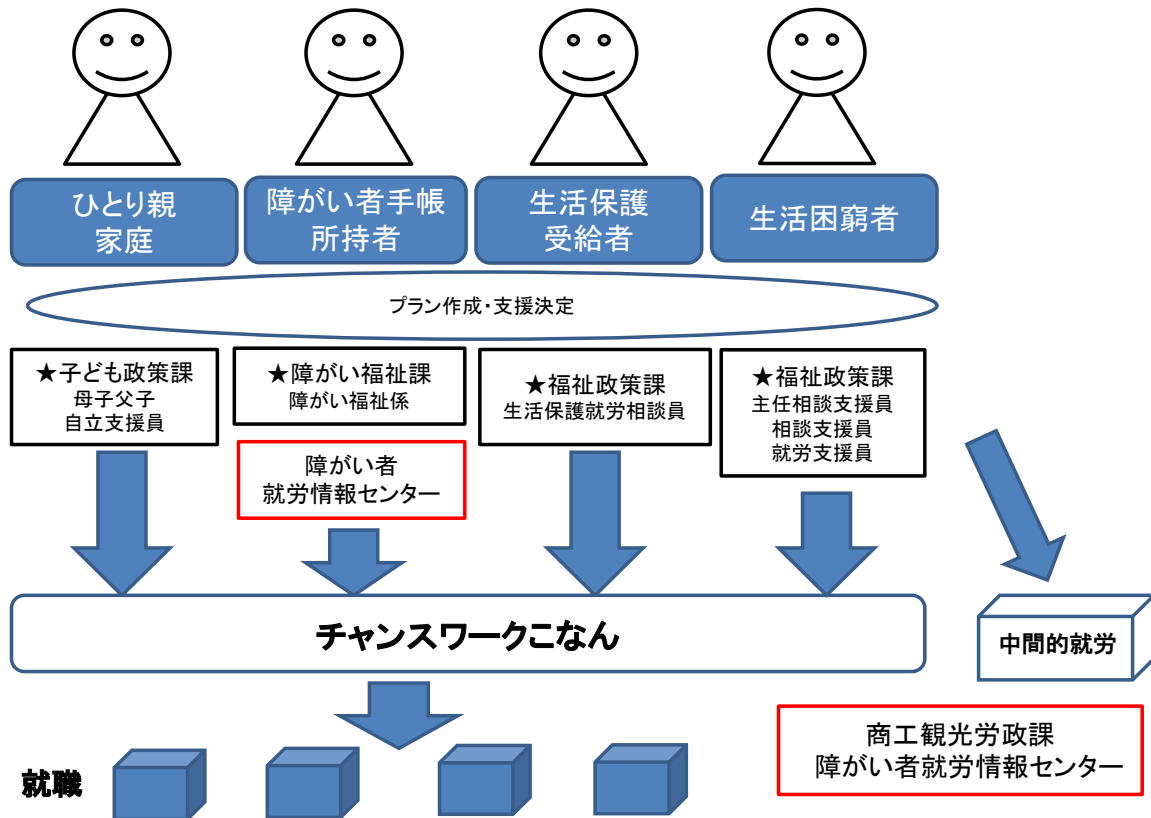 ひとり親
家庭
障がい者手帳
所持者
生活保護
受給者
生活困窮者
プラン作成・支援決定
★子ども政策課
母子父子
自立支援員
★障がい福祉課
障がい福祉係
障がい者
就労情報センター
★福祉政策課
生活保護就労相談員
★福祉政策課
主任相談支援員
相談支援員
就労支援員
チャンスワークこなん
中間的就労
商工観光労政課
障がい者就労情報センター
就職